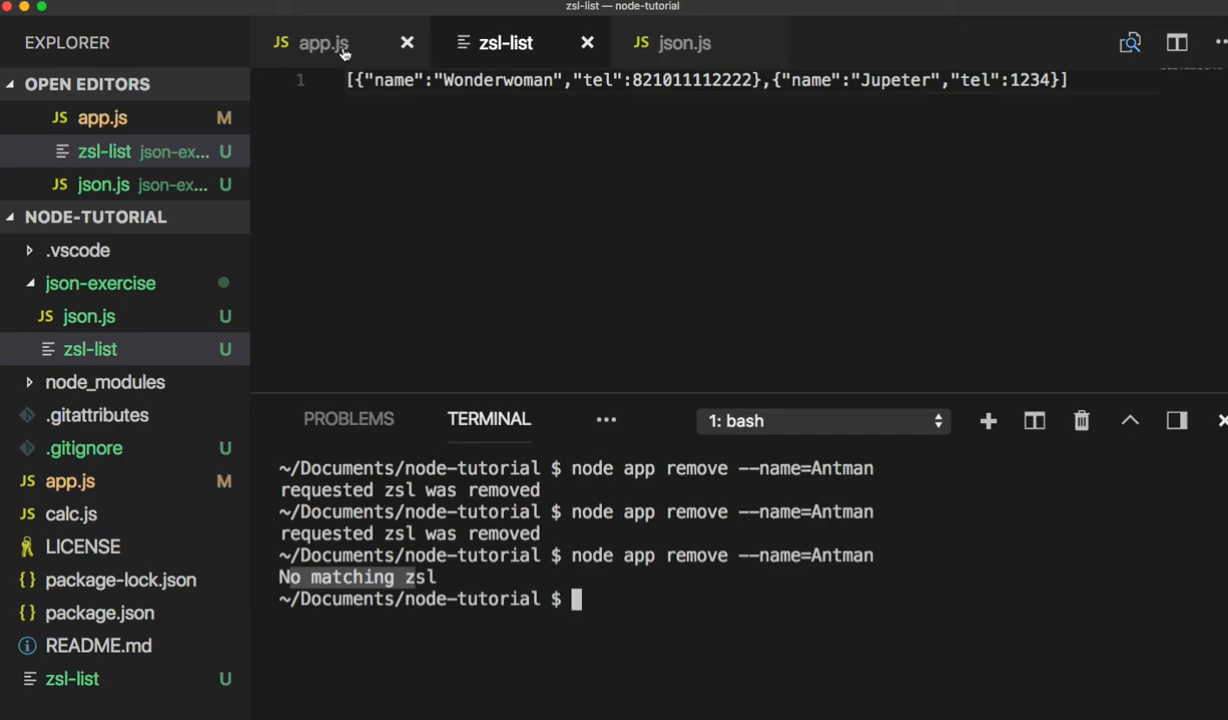 zsl-list — node-tutorial
EXPLORER
JS app.js
zsl-list
JS json.js
OPEN EDITORS
JS app.js M
zsl-list json-ex... U
JS json.js json-ex... U
NODE-TUTORIAL
.vscode
json-exercise
JS json.js U
zsl-list U
node_modules
.gitattributes
.gitignore U
JS app.js M
JS calc.js
LICENSE
{} package-lock.json
{} package.json
README.md
zsl-list U
1 [{"name":"Wonderwoman","tel":821011112222},{"name":"Jupeter","tel":1234}]
PROBLEMS TERMINAL ... 1: bash
~/Documents/node-tutorial $ node app remove --name=Antman
requested zsl was removed
~/Documents/node-tutorial $ node app remove --name=Antman
requested zsl was removed
~/Documents/node-tutorial $ node app remove --name=Antman
No matching zsl
~/Documents/node-tutorial $